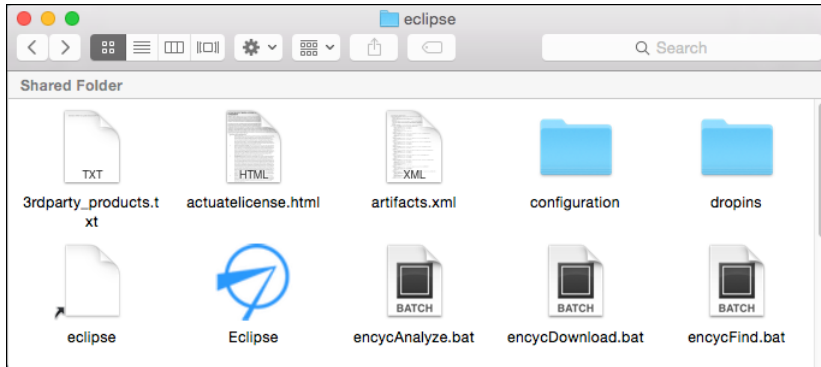 eclipse
Search
Shared Folder
TXT
HTML
XML
3rdparty_products.t
xt
actuatelicense.html
artifacts.xml
configuration
dropins
BATCH
BATCH
BATCH
eclipse
Eclipse
encycAnalyze.bat
encycDownload.bat
encycFind.bat